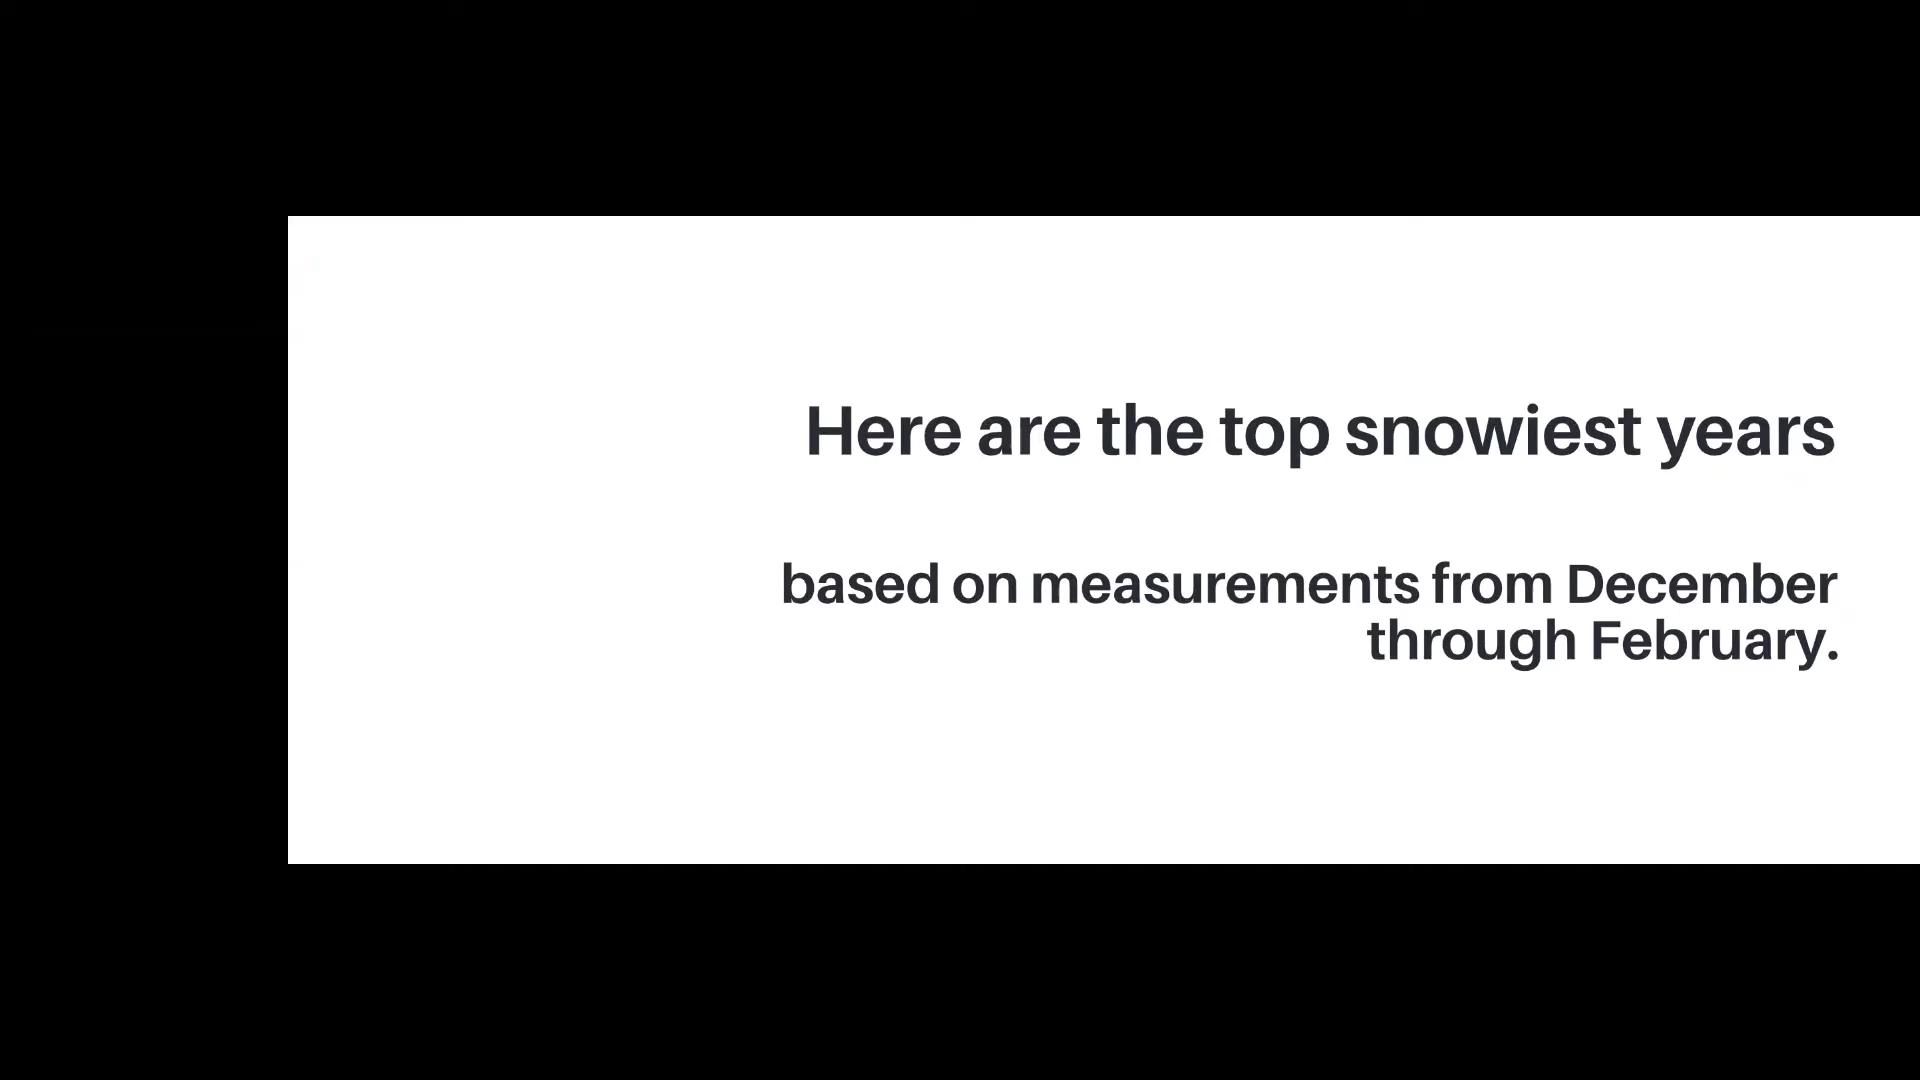 Here are the top snowiest years
based on measurements from December
through February.